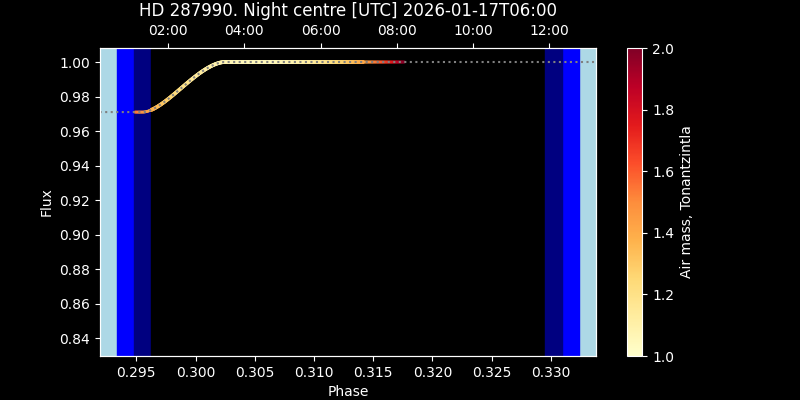 HD 287990. Night centre [UTC] 2026-01-17T06:00
02:00 04:00 06:00 08:00 10:00 12:00
1.00
0.98
0.96
0.94
0.92
0.90
0.88
0.86
0.84
Flux
0.295 0.300 0.305 0.310 0.315 0.320 0.325 0.330
Phase
2.0
1.8
1.6
1.4
1.2
1.0
Air mass, Tonantzintla